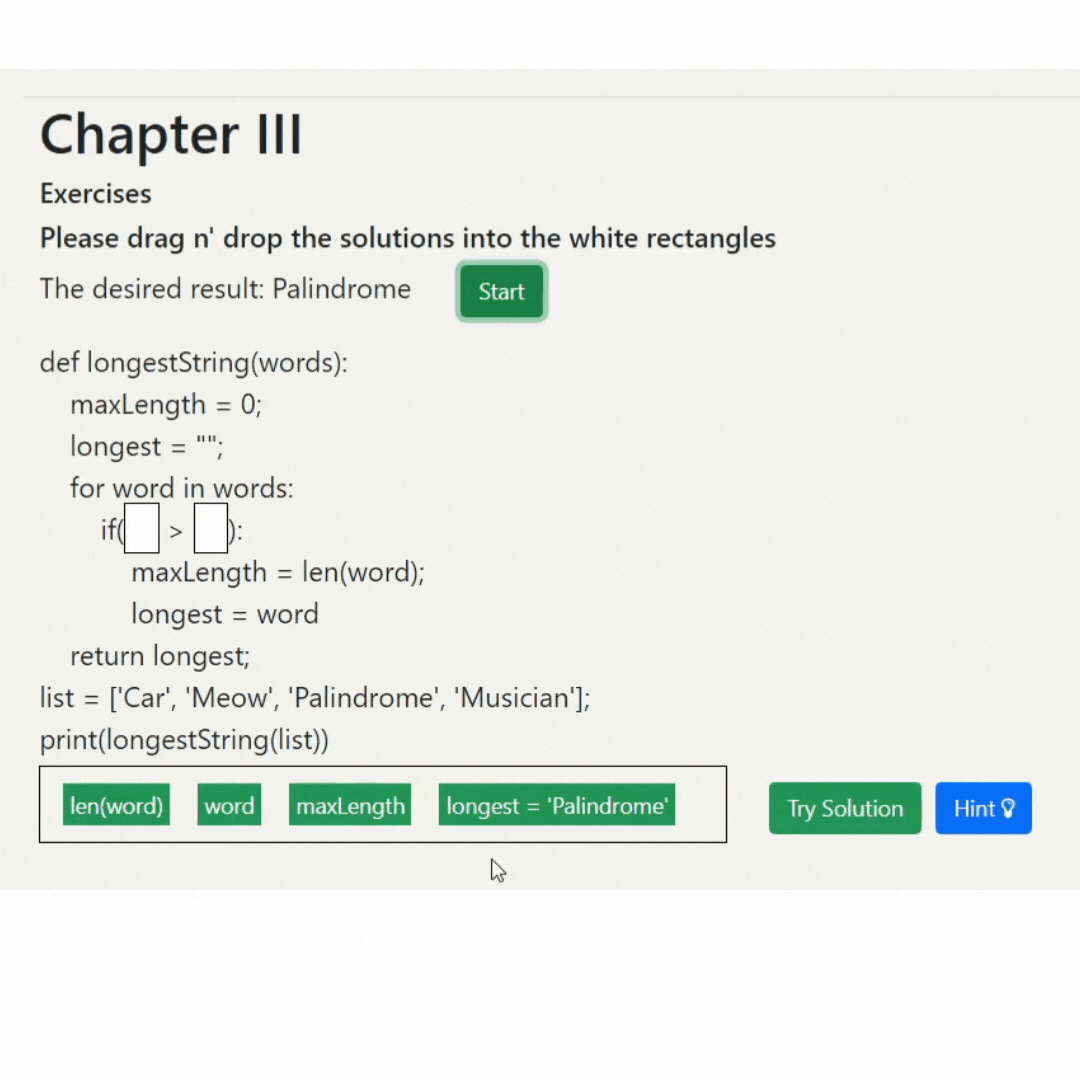 Chapter III
Exercises
Please drag n' drop the solutions into the white rectangles
The desired result: Palindrome Start
def longestString(words):
maxLength = 0;
longest = "";
for word in words:
if( > ):
maxLength = len(word);
longest = word
return longest;
list = ['Car', 'Meow', 'Palindrome', 'Musician'];
print(longestString(list))
len(word) word maxLength longest = 'Palindrome' Try Solution Hint